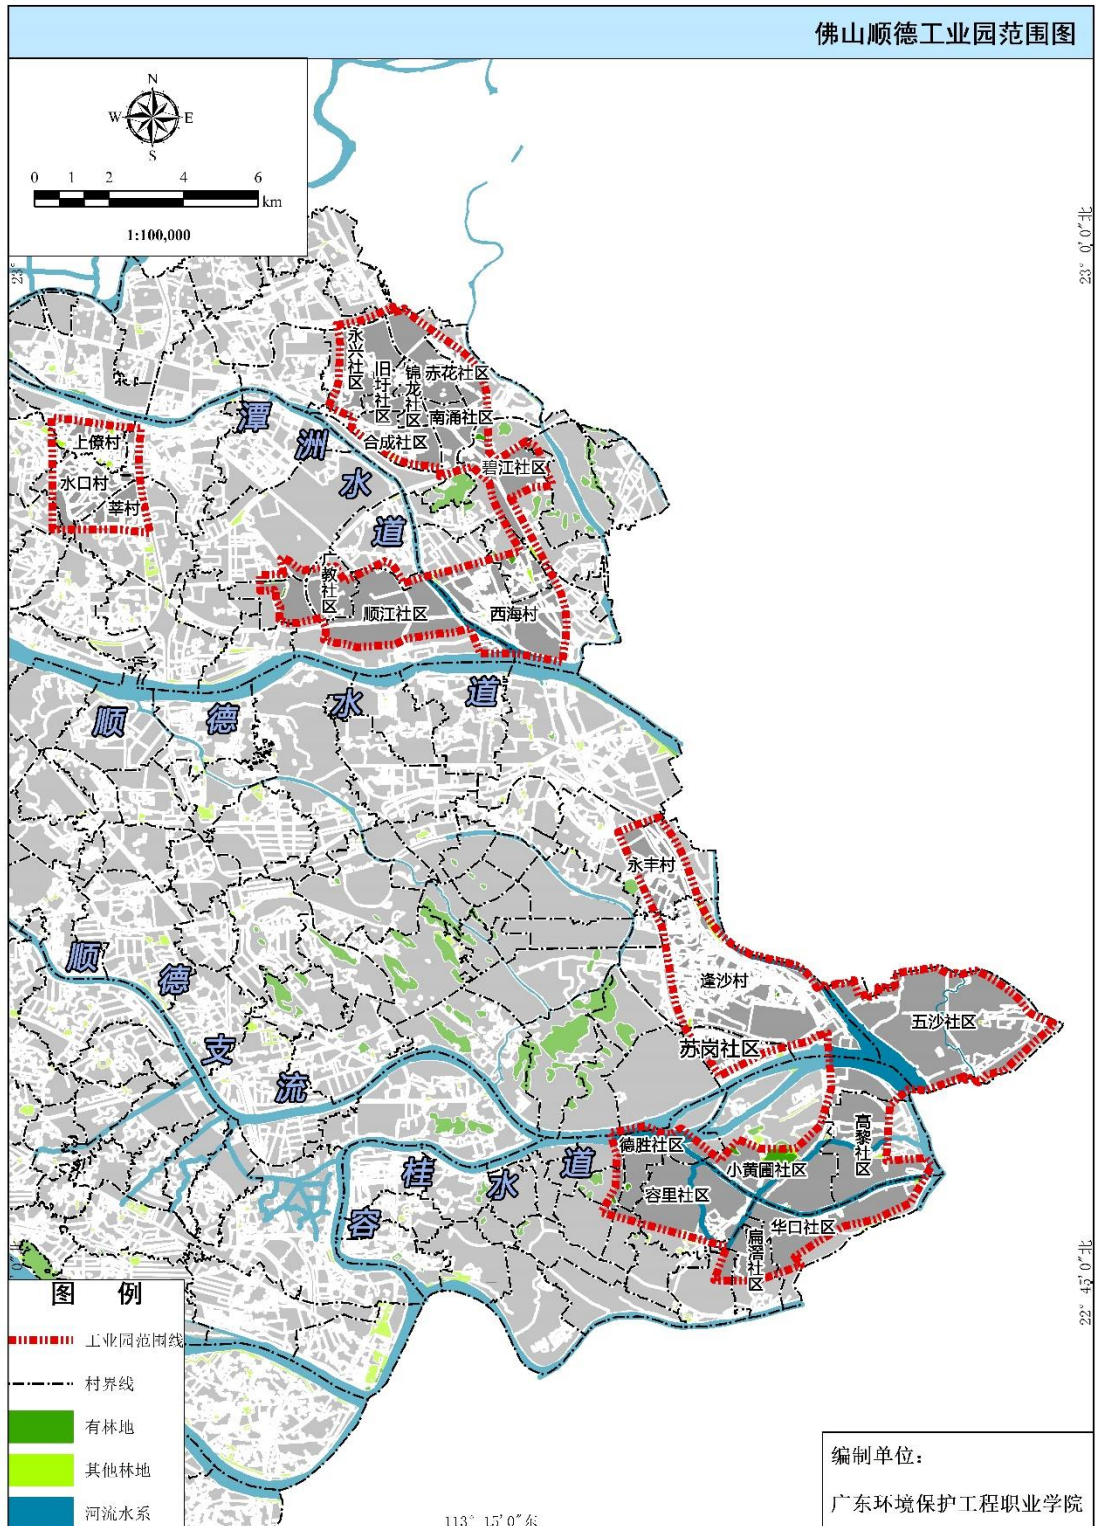 佛山顺德工业园范围图
N
W
E
S
0 1 2 4 6
km
1:100,000
23°
23° 0′0″北
永兴社区
旧圩社区
锦龙社区
赤花社区
南涌社区
合成社区
碧江社区
上僚村
水口村
莘村
潭洲水道
广教社区
顺江社区
西海村
顺德水道
永丰村
逢沙村
五沙社区
苏岗社区
顺德支流
德胜社区
高黎社区
小黄圃社区
容里社区
华口社区
扁滘社区
容桂水道
22° 45′0″北
图 例
工业园范围线
村界线
有林地
其他林地
河流水系
编制单位：
广东环境保护工程职业学院
113° 15′0″东